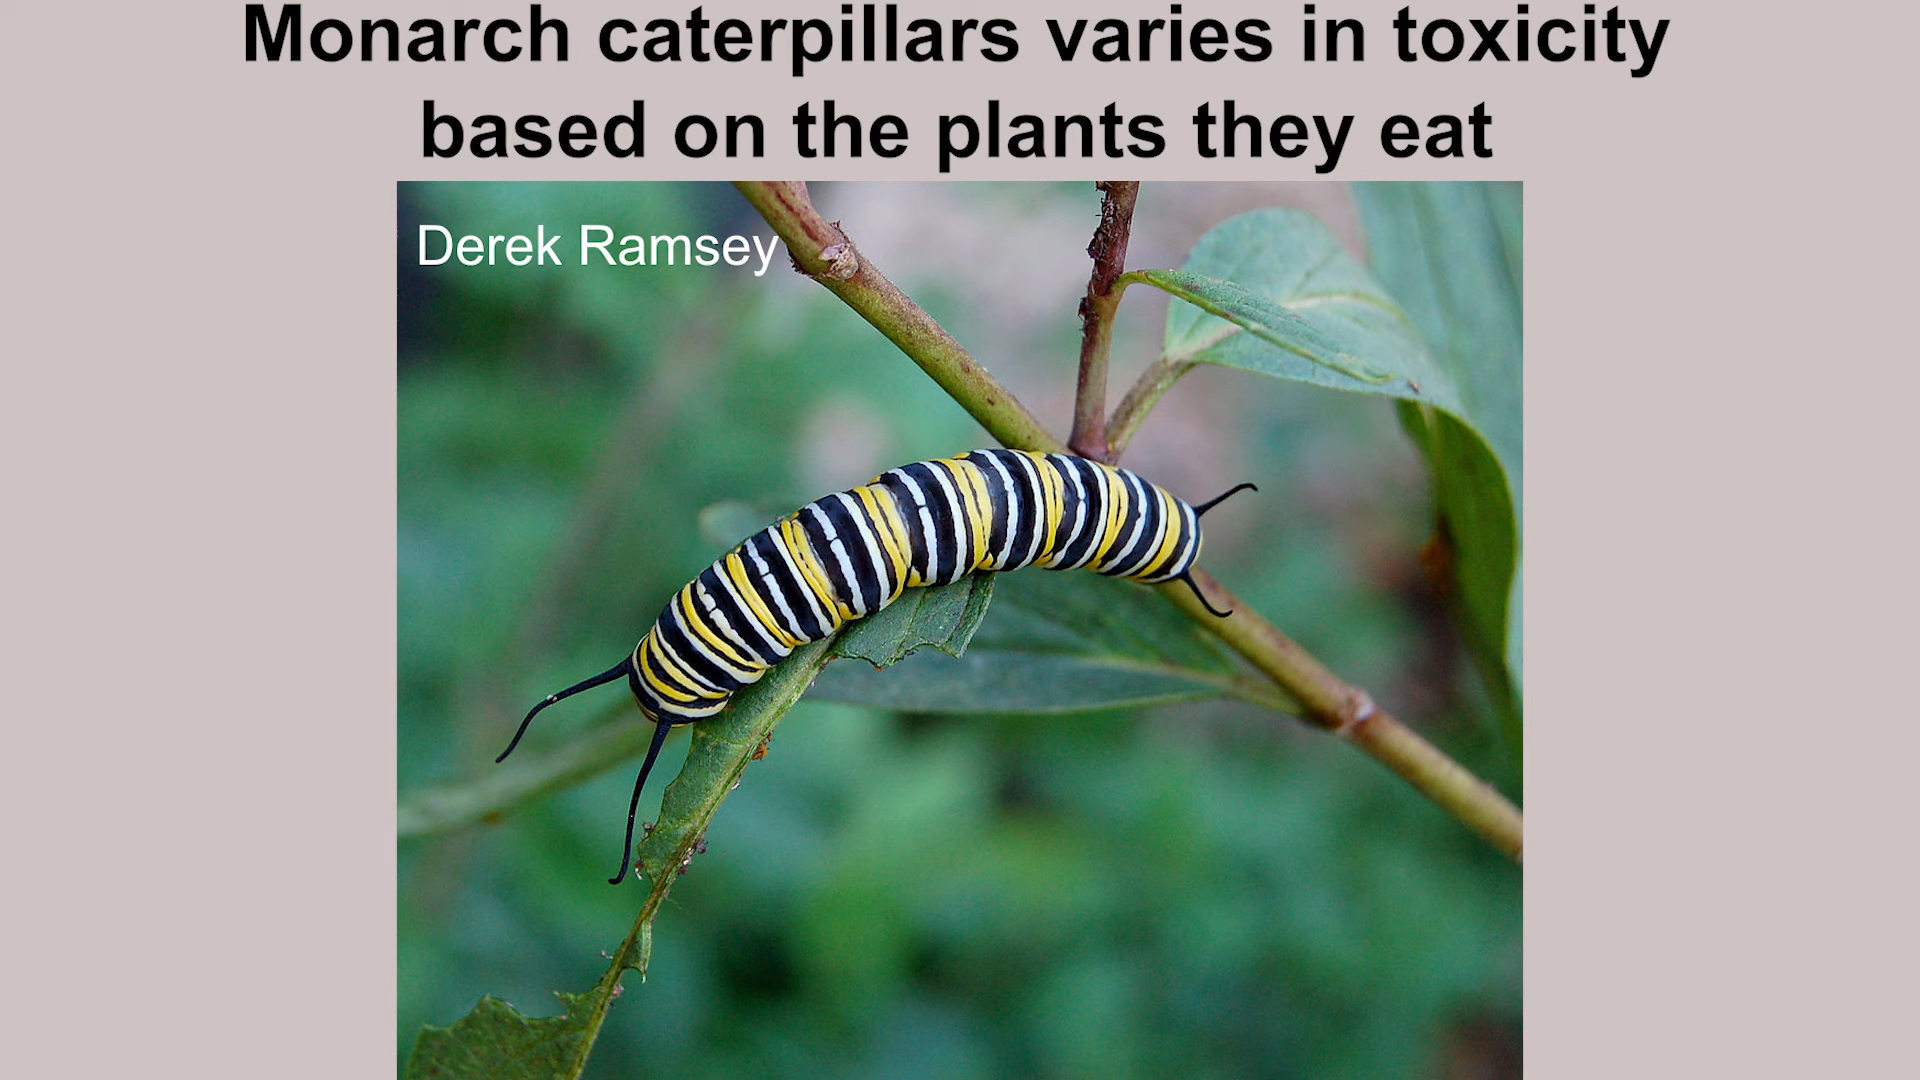 Monarch caterpillars varies in toxicity
based on the plants they eat
Derek Ramsey